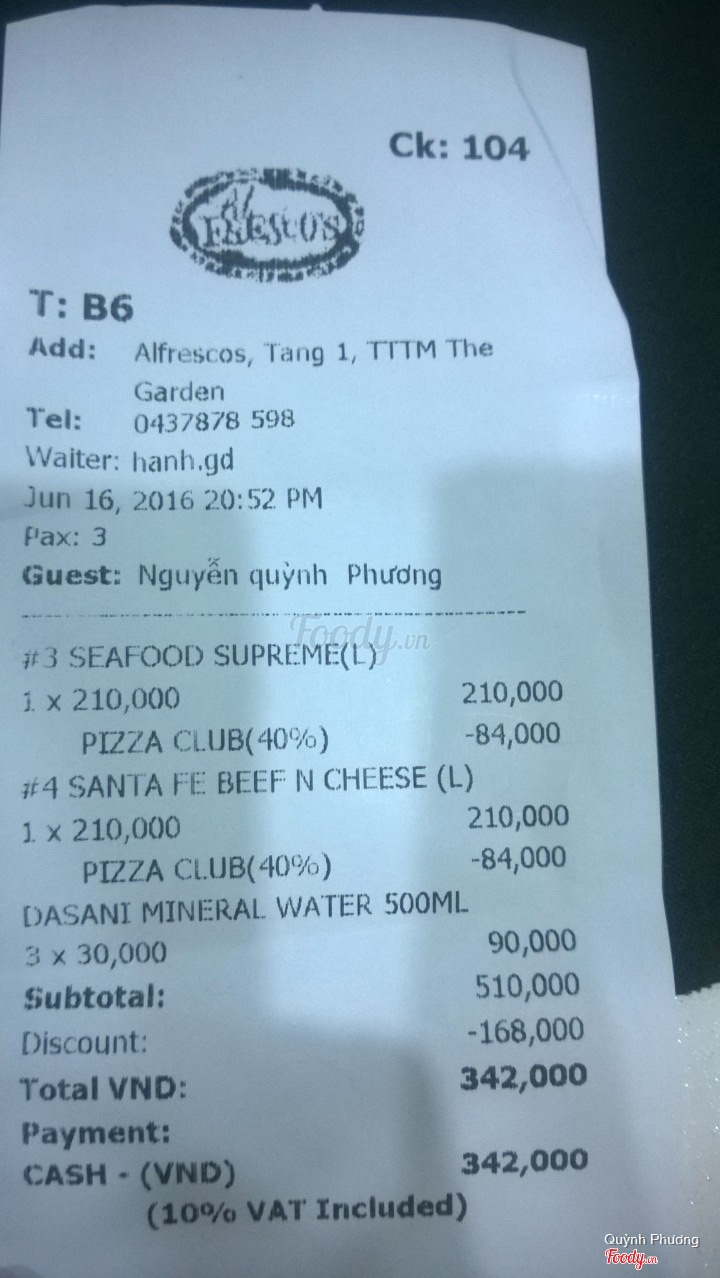 Ck: 104
Al
FRESCO'S
T: B6
Add: Alfrescos, Tang 1, TTTM The
Garden
Tel: 0437878 598
Waiter: hanh.gd
Jun 16, 2016 20:52 PM
Pax: 3
Guest: Nguyễn quỳnh Phương
Foody.vn
#3 SEAFOOD SUPREME(L)
1 x 210,000 210,000
PIZZA CLUB(40%) -84,000
#4 SANTA FE BEEF N CHEESE (L)
1 x 210,000 210,000
PIZZA CLUB(40%) -84,000
DASANI MINERAL WATER 500ML
3 x 30,000 90,000
Subtotal: 510,000
Discount: -168,000
Total VND: 342,000
Payment:
CASH - (VND) 342,000
(10% VAT Included)
Quỳnh Phương
Foody.vn